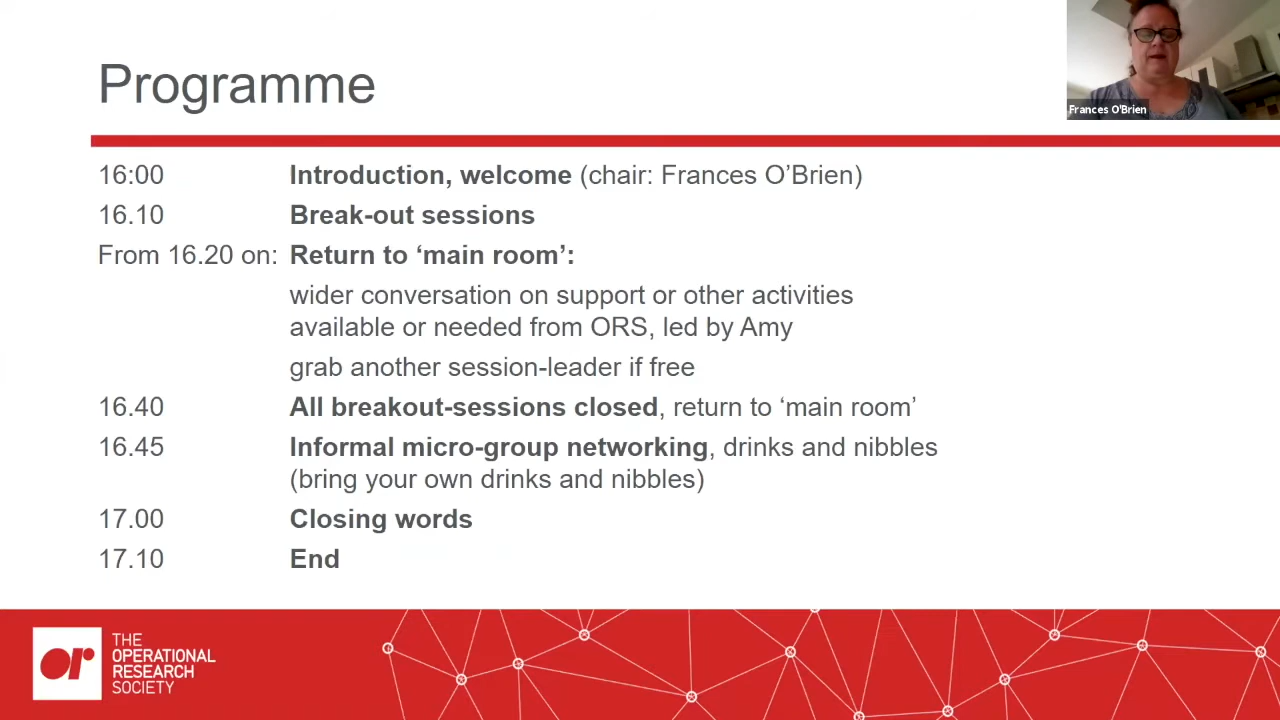 Programme
Frances O'Brien
16:00 Introduction, welcome (chair: Frances O’Brien)
16.10 Break-out sessions
From 16.20 on: Return to ‘main room’:
wider conversation on support or other activities
available or needed from ORS, led by Amy
grab another session-leader if free
16.40 All breakout-sessions closed, return to ‘main room’
16.45 Informal micro-group networking, drinks and nibbles
(bring your own drinks and nibbles)
17.00 Closing words
17.10 End
or
THE
OPERATIONAL
RESEARCH
SOCIETY